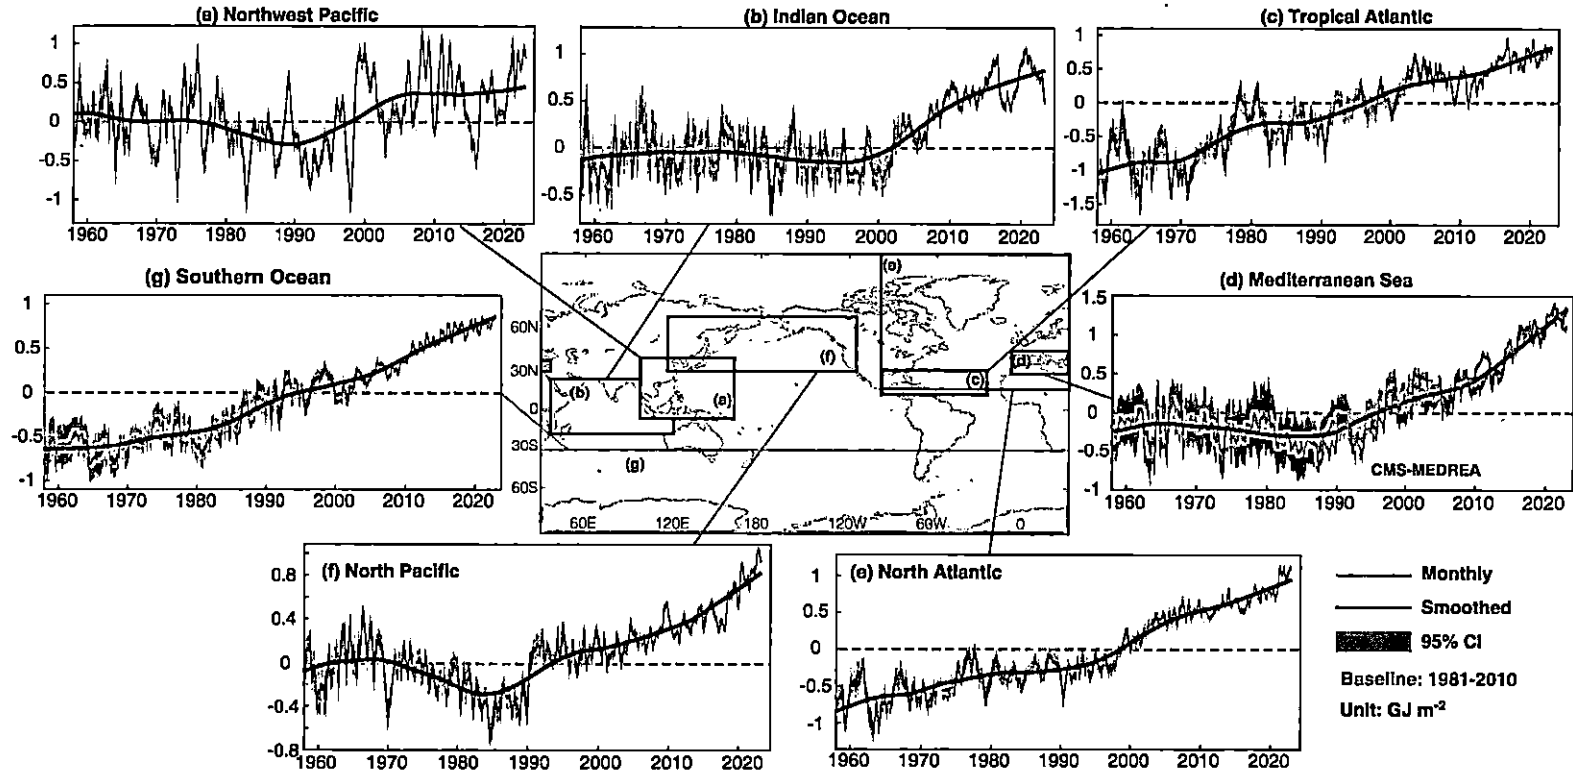 (a) Northwest Pacific
1
0.5
0
-0.5
-1
1960 1970 1980 1990 2000 2010 2020
(b) Indian Ocean
1
0.5
0
-0.5
1960 1970 1980 1990 2000 2010 2020
(c) Tropical Atlantic
1
0.5
0
-0.5
-1
-1.5
1960 1970 1980 1990 2000 2010 2020
(g) Southern Ocean
1
0.5
0
-0.5
-1
1960 1970 1980 1990 2000 2010 2020
60N
30N
0
30S
60S
60E 120E 180 120W 60W 0
(e)
(f)
(d)
(c)
(b)
(a)
(g)
(d) Mediterranean Sea
1.5
1
0.5
0
-0.5
-1
CMS-MEDREA
1960 1970 1980 1990 2000 2010 2020
(f) North Pacific
0.8
0.4
0
-0.4
-0.8
1960 1970 1980 1990 2000 2010 2020
(e) North Atlantic
1
0.5
0
-0.5
-1
1960 1970 1980 1990 2000 2010 2020
Monthly
Smoothed
95% CI
Baseline: 1981-2010
Unit: GJ m⁻²